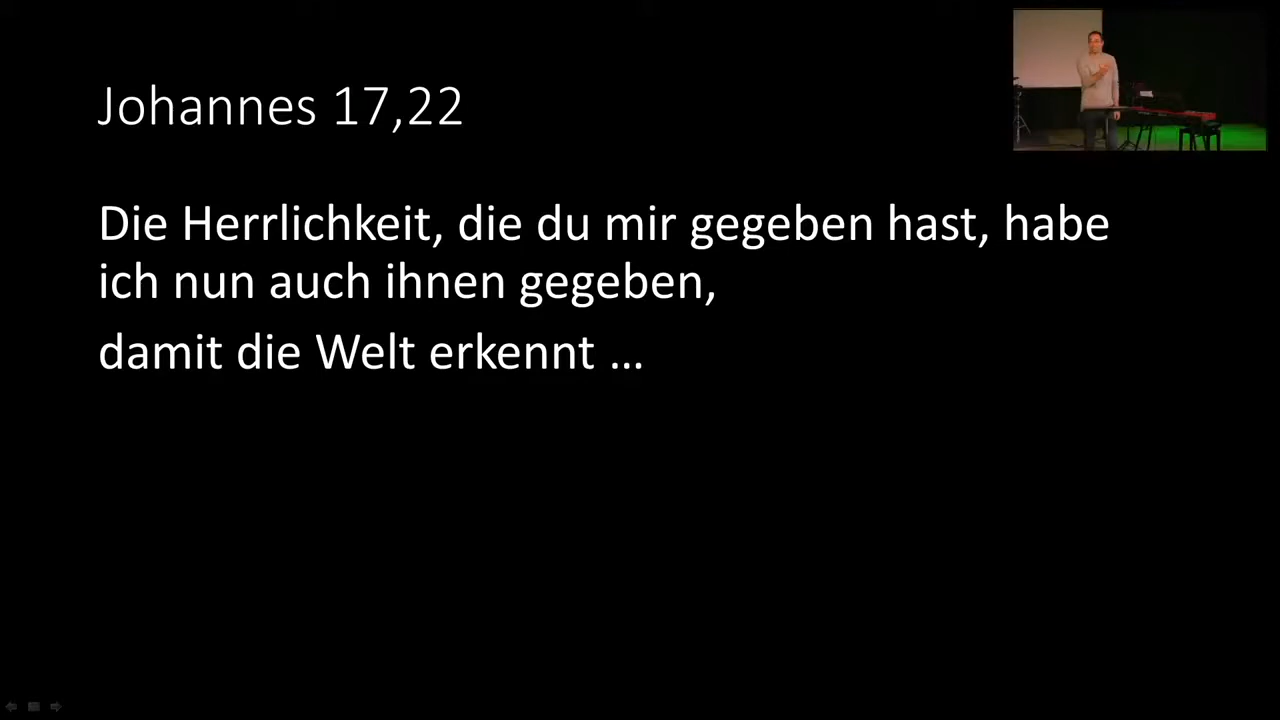 Johannes 17,22
Die Herrlichkeit, die du mir gegeben hast, habe
ich nun auch ihnen gegeben,
damit die Welt erkennt ...